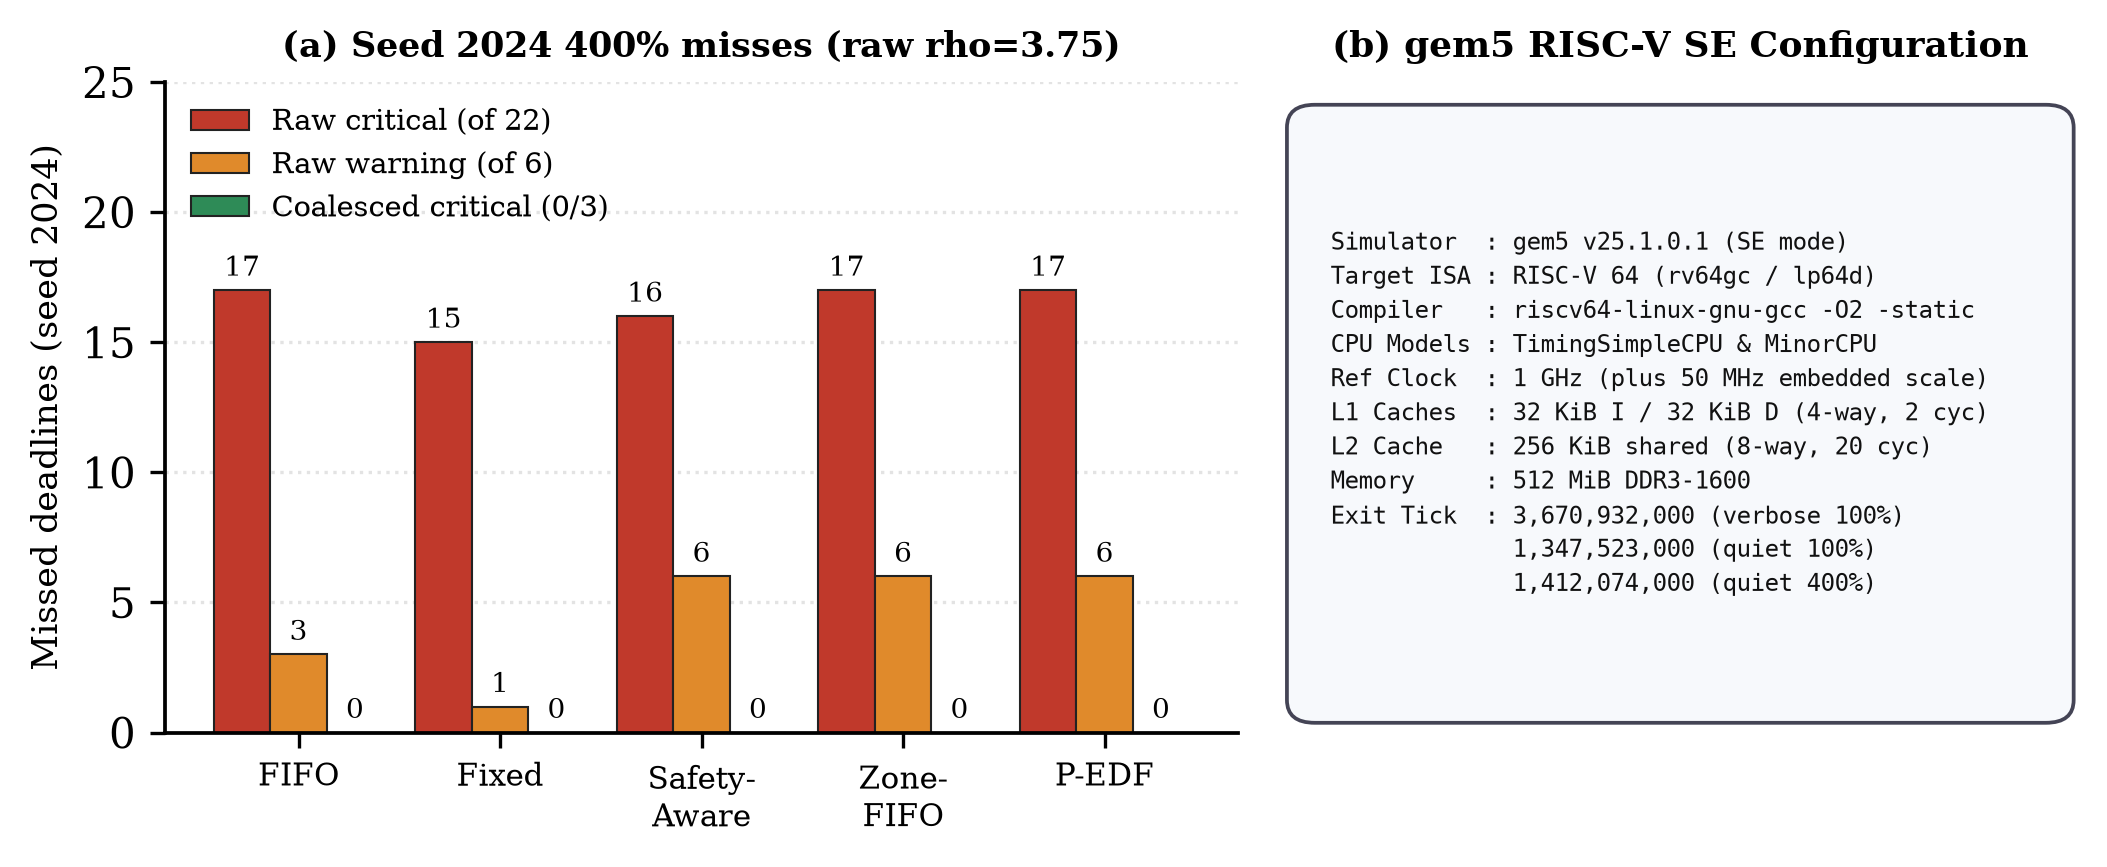 (a) Seed 2024 400% misses (raw rho=3.75)
Missed deadlines (seed 2024)
25
20
15
10
5
0
Raw critical (of 22)
Raw warning (of 6)
Coalesced critical (0/3)
17
3
0
15
1
0
16
6
0
17
6
0
17
6
0
FIFO
Fixed
Safety-
Aware
Zone-
FIFO
P-EDF
(b) gem5 RISC-V SE Configuration
Simulator  : gem5 v25.1.0.1 (SE mode)
Target ISA : RISC-V 64 (rv64gc / lp64d)
Compiler   : riscv64-linux-gnu-gcc -O2 -static
CPU Models : TimingSimpleCPU & MinorCPU
Ref Clock  : 1 GHz (plus 50 MHz embedded scale)
L1 Caches  : 32 KiB I / 32 KiB D (4-way, 2 cyc)
L2 Cache   : 256 KiB shared (8-way, 20 cyc)
Memory     : 512 MiB DDR3-1600
Exit Tick  : 3,670,932,000 (verbose 100%)
1,347,523,000 (quiet 100%)
1,412,074,000 (quiet 400%)